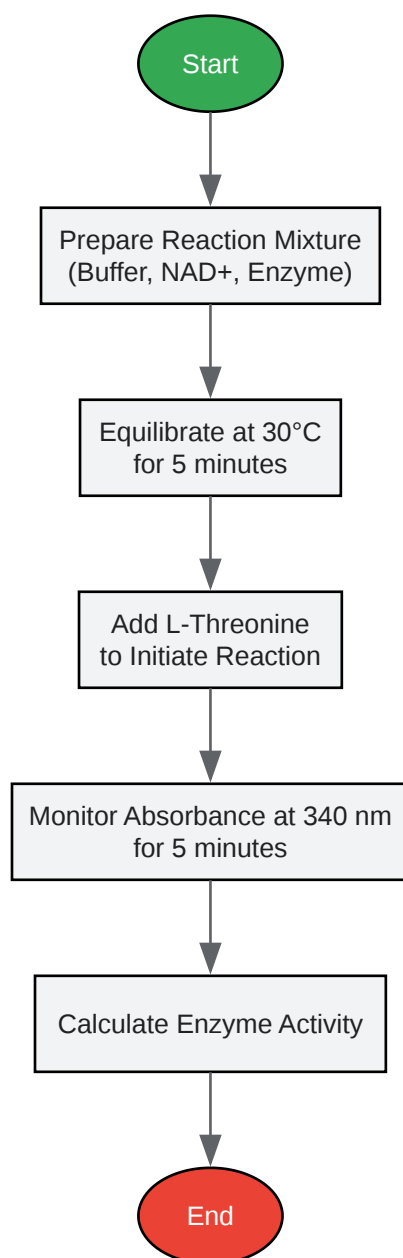 Start
Prepare Reaction Mixture
(Buffer, NAD+, Enzyme)
Equilibrate at 30°C
for 5 minutes
Add L-Threonine
to Initiate Reaction
Monitor Absorbance at 340 nm
for 5 minutes
Calculate Enzyme Activity
End